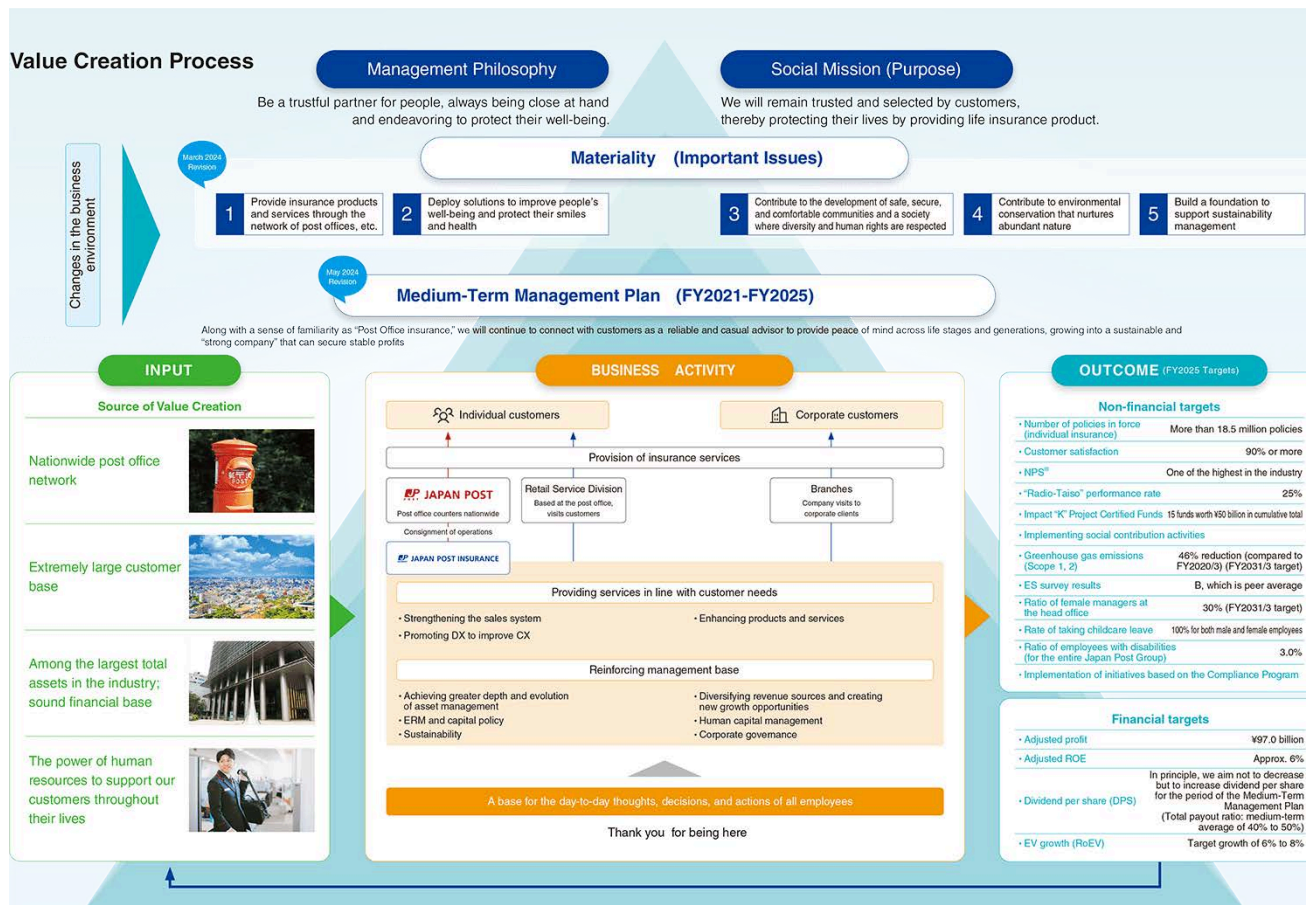 Value Creation Process
Management Philosophy
Be a trustful partner for people, always being close at hand
and endeavoring to protect their well-being.
Social Mission (Purpose)
We will remain trusted and selected by customers,
thereby protecting their lives by providing life insurance product.
Changes in the business
environment
March 2024
Revision
Materiality (Important Issues)
1
Provide insurance products
and services through the
network of post offices, etc.
2
Deploy solutions to improve people's
well-being and protect their smiles
and health
3
Contribute to the development of safe, secure,
and comfortable communities and a society
where diversity and human rights are respected
4
Contribute to environmental
conservation that nurtures
abundant nature
5
Build a foundation to
support sustainability
management
May 2024
Revision
Medium-Term Management Plan (FY2021-FY2025)
Along with a sense of familiarity as "Post Office insurance," we will continue to connect with customers as a reliable and casual advisor to provide peace of mind across life stages and generations, growing into a sustainable and
"strong company" that can secure stable profits
INPUT
Source of Value Creation
Nationwide post office
network
POST
Extremely large customer
base
Among the largest total
assets in the industry;
sound financial base
The power of human
resources to support our
customers throughout
their lives
BUSINESS ACTIVITY
Individual customers
Corporate customers
Provision of insurance services
JP POST JAPAN POST
Post office counters nationwide
Retail Service Division
Based at the post office,
visits customers
Branches
Company visits to
corporate clients
Consignment of operations
JP JAPAN POST INSURANCE
Providing services in line with customer needs
・Strengthening the sales system
・Promoting DX to improve CX
・Enhancing products and services
Reinforcing management base
・Achieving greater depth and evolution
of asset management
・ERM and capital policy
・Sustainability
・Diversifying revenue sources and creating
new growth opportunities
・Human capital management
・Corporate governance
A base for the day-to-day thoughts, decisions, and actions of all employees
Thank you for being here
OUTCOME (FY2025 Targets)
Non-financial targets
・Number of policies in force
(individual insurance)
More than 18.5 million policies
・Customer satisfaction 90% or more
・NPS® One of the highest in the industry
・"Radio-Taiso" performance rate 25%
・Impact "K" Project Certified Funds 15 funds worth ¥50 billion in cumulative total
・Implementing social contribution activities
・Greenhouse gas emissions
(Scope 1, 2)
46% reduction (compared to
FY2020/3) (FY2031/3 target)
・ES survey results B, which is peer average
・Ratio of female managers at
the head office
30% (FY2031/3 target)
・Rate of taking childcare leave 100% for both male and female employees
・Ratio of employees with disabilities
(for the entire Japan Post Group)
3.0%
・Implementation of initiatives based on the Compliance Program
Financial targets
・Adjusted profit ¥97.0 billion
・Adjusted ROE Approx. 6%
・Dividend per share (DPS)
In principle, we aim not to decrease
but to increase dividend per share
for the period of the Medium-Term
Management Plan
(Total payout ratio: medium-term
average of 40% to 50%)
・EV growth (RoEV) Target growth of 6% to 8%